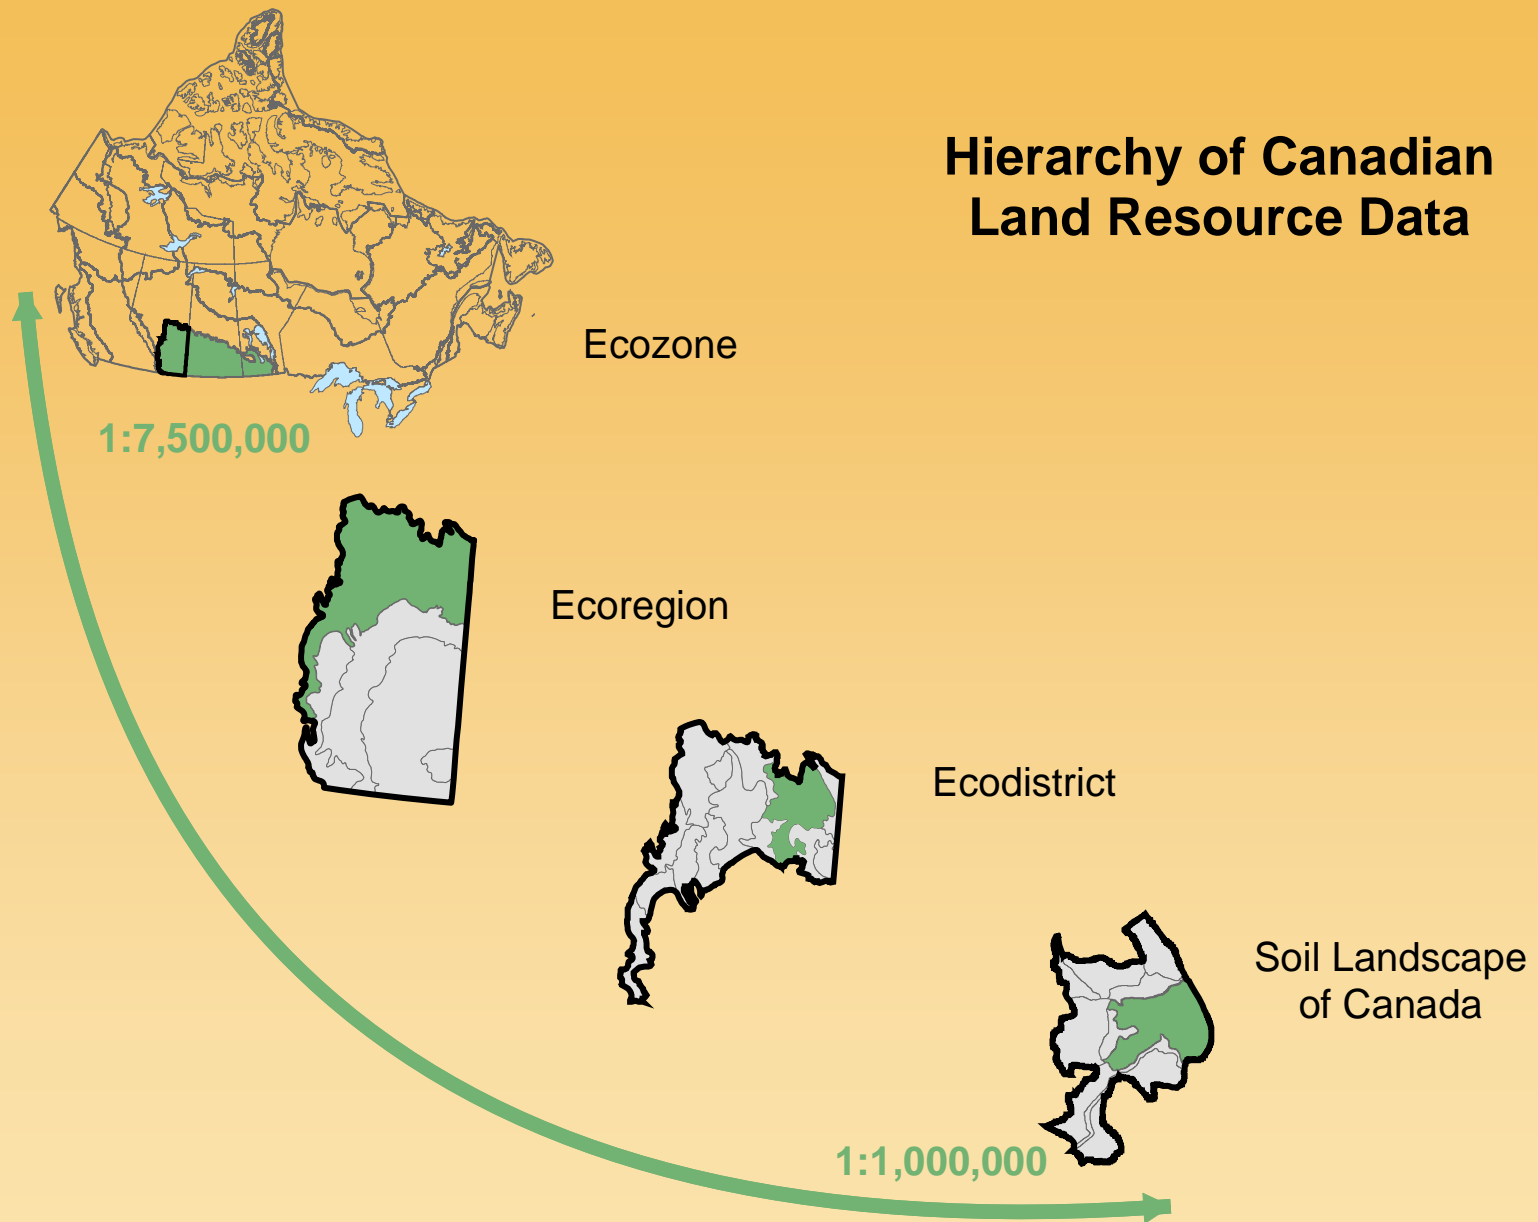 Hierarchy of Canadian
Land Resource Data
Ecozone
1:7,500,000
Ecoregion
Ecodistrict
Soil Landscape
of Canada
1:1,000,000